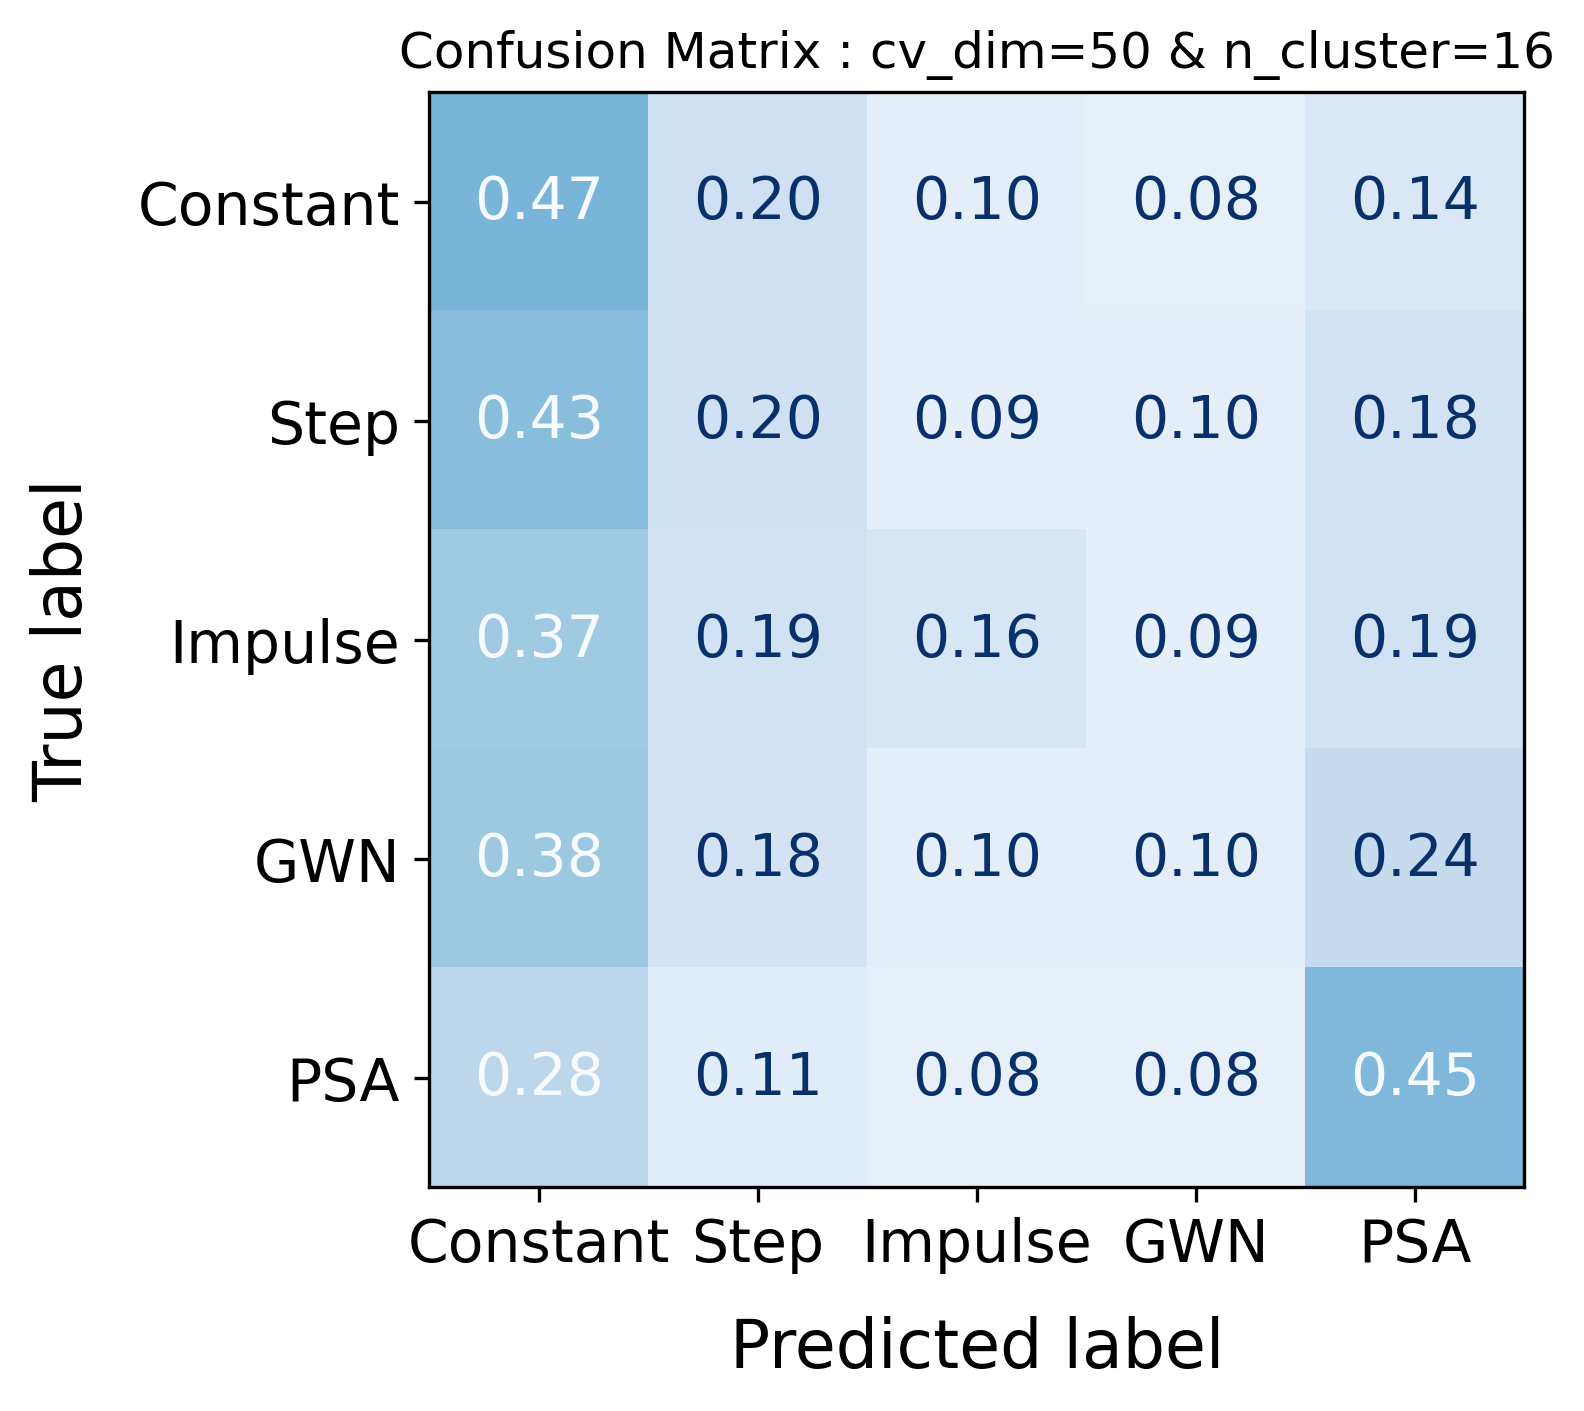 Confusion Matrix : cv_dim=50 & n_cluster=16
True label
Constant 0.47 0.20 0.10 0.08 0.14
Step 0.43 0.20 0.09 0.10 0.18
Impulse 0.37 0.19 0.16 0.09 0.19
GWN 0.38 0.18 0.10 0.10 0.24
PSA 0.28 0.11 0.08 0.08 0.45
Constant Step Impulse GWN PSA
Predicted label